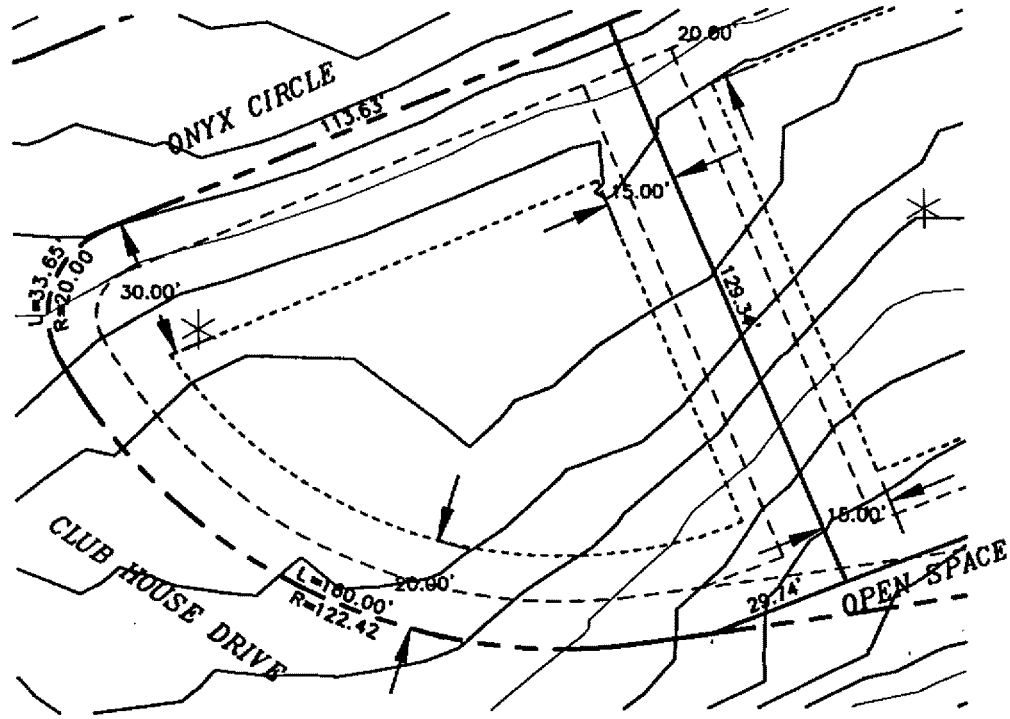 20.00'
ONYX CIRCLE
113.63'
15.00'
L=33.65'
R=20.00'
30.00'
129.34'
15.00'
CLUB HOUSE DRIVE
L=160.00'
R=122.42
20.00'
29.74'
OPEN SPACE